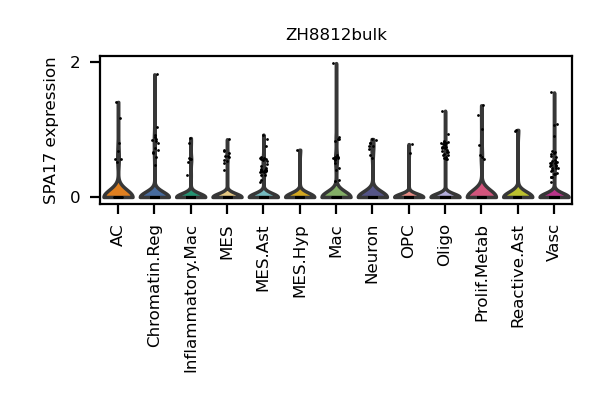 ZH8812bulk
SPA17 expression
2
0
AC
Chromatin.Reg
Inflammatory.Mac
MES
MES.Ast
MES.Hyp
Mac
Neuron
OPC
Oligo
Prolif.Metab
Reactive.Ast
Vasc